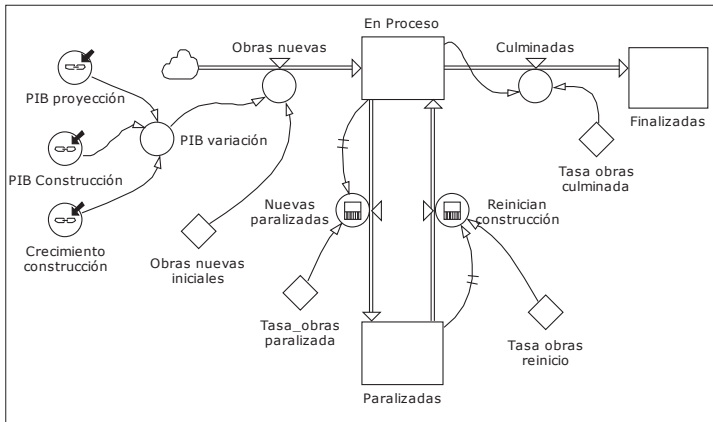 En Proceso
Obras nuevas
Culminadas
PIB proyección
PIB variación
Finalizadas
PIB Construcción
Tasa obras
culminada
Nuevas
paralizadas
Reinician
construcción
Crecimiento
construcción
Obras nuevas
iniciales
Tasa_obras
paralizada
Tasa obras
reinicio
Paralizadas